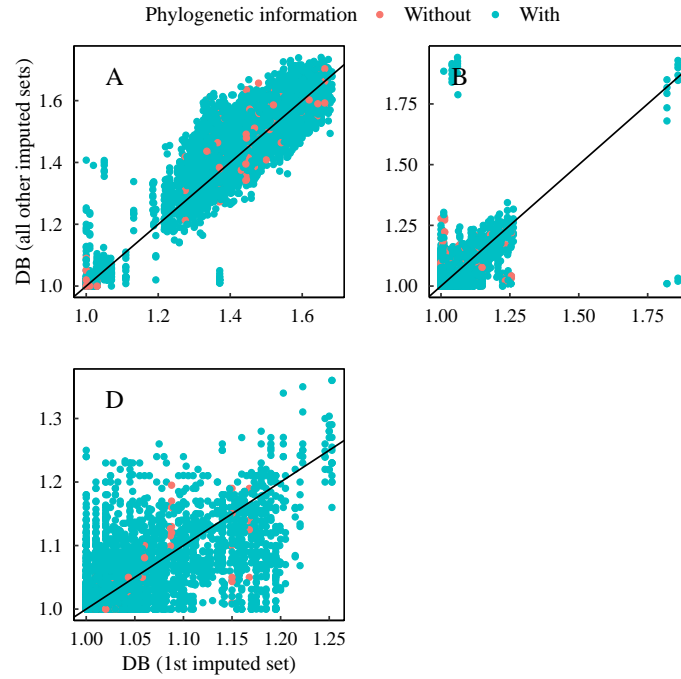 Phylogenetic information Without With
A
B
DB (all other imputed sets)
1.6
1.4
1.2
1.0
1.0 1.2 1.4 1.6
1.75
1.50
1.25
1.00
1.00 1.25 1.50 1.75
D
1.3
1.2
1.1
1.0
1.00 1.05 1.10 1.15 1.20 1.25
DB (1st imputed set)